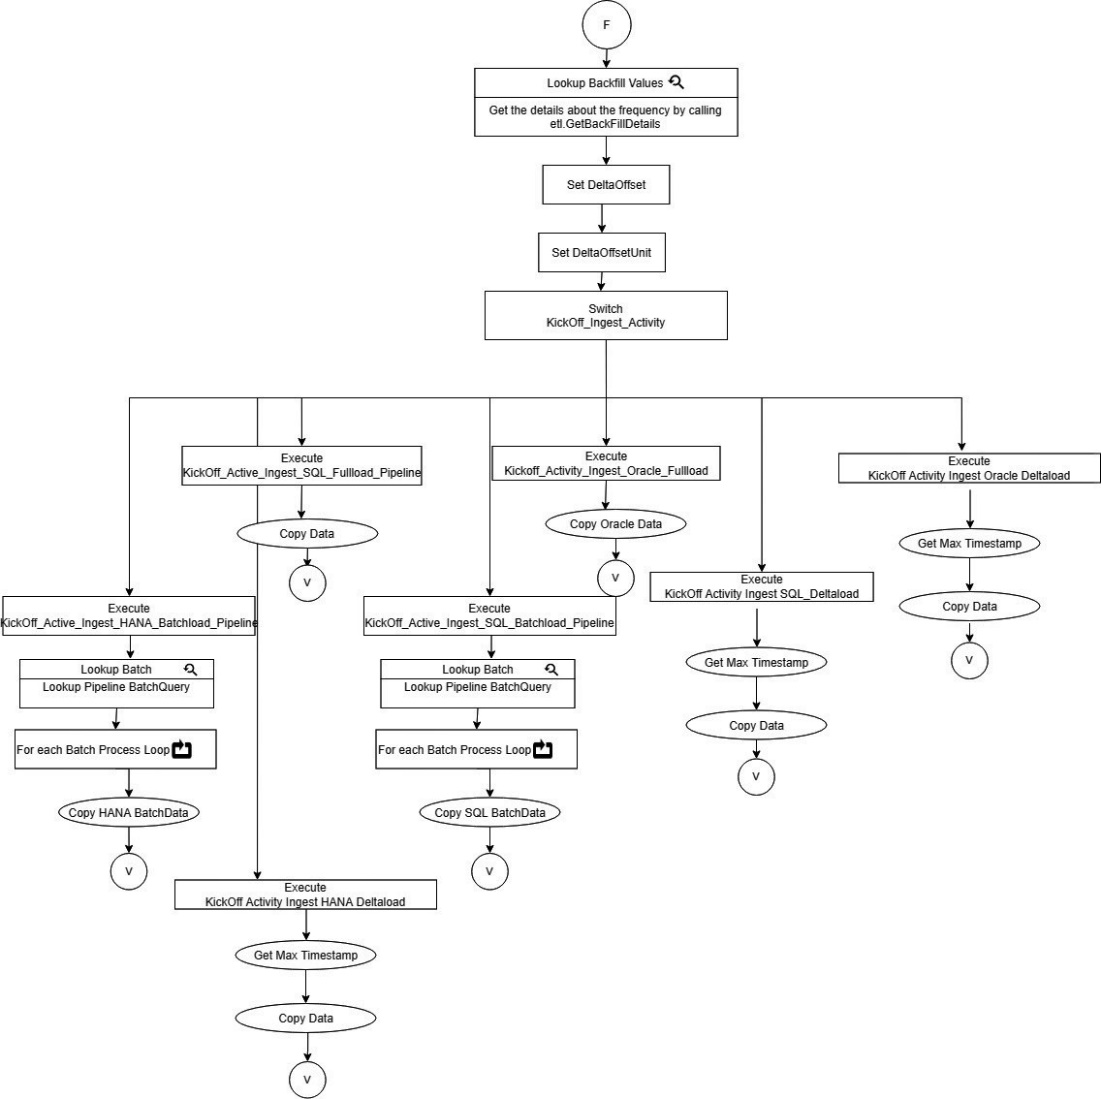 F
Lookup Backfill Values
Get the details about the frequency by calling
etl.GetBackFillDetails
Set DeltaOffset
Set DeltaOffsetUnit
Switch
KickOff_Ingest_Activity
Execute
KickOff_Active_Ingest_SQL_Fullload_Pipeline
Copy Data
V
Execute
Kickoff_Activity_Ingest_Oracle_Fullload
Copy Oracle Data
V
Execute
KickOff Activity Ingest Oracle Deltaload
Get Max Timestamp
Copy Data
V
Execute
KickOff Activity Ingest SQL_Deltaload
Get Max Timestamp
Copy Data
V
Execute
KickOff_Active_Ingest_HANA_Batchload_Pipeline
Lookup Batch
Lookup Pipeline BatchQuery
For each Batch Process Loop
Copy HANA BatchData
V
Execute
KickOff_Active_Ingest_SQL_Batchload_Pipeline
Lookup Batch
Lookup Pipeline BatchQuery
For each Batch Process Loop
Copy SQL BatchData
V
Execute
KickOff Activity Ingest HANA Deltaload
Get Max Timestamp
Copy Data
V